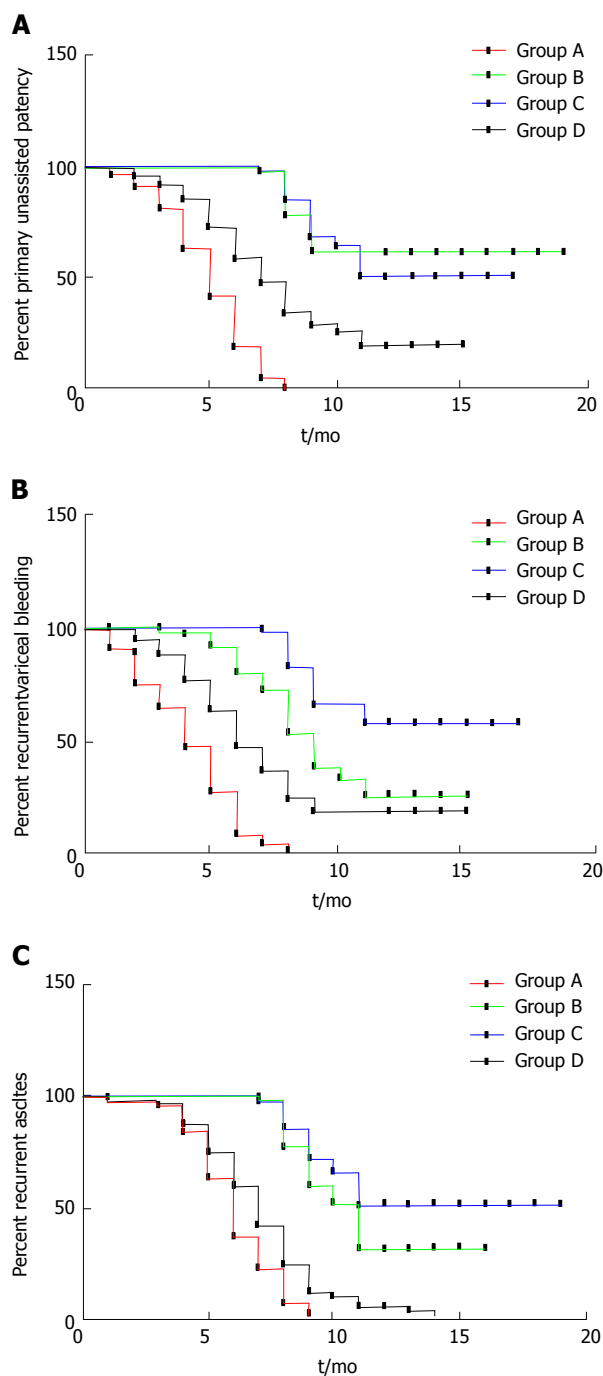 A
150
Group A
Group B
Group C
Group D
Percent primary unassisted patency
100
50
0
0
5
10
15
20
t/mo
B
150
Group A
Group B
Group C
Group D
Percent recurrentvariceal bleeding
100
50
0
0
5
10
15
20
t/mo
C
150
Group A
Group B
Group C
Group D
Percent recurrent ascltes
100
50
0
0
5
10
15
20
t/mo